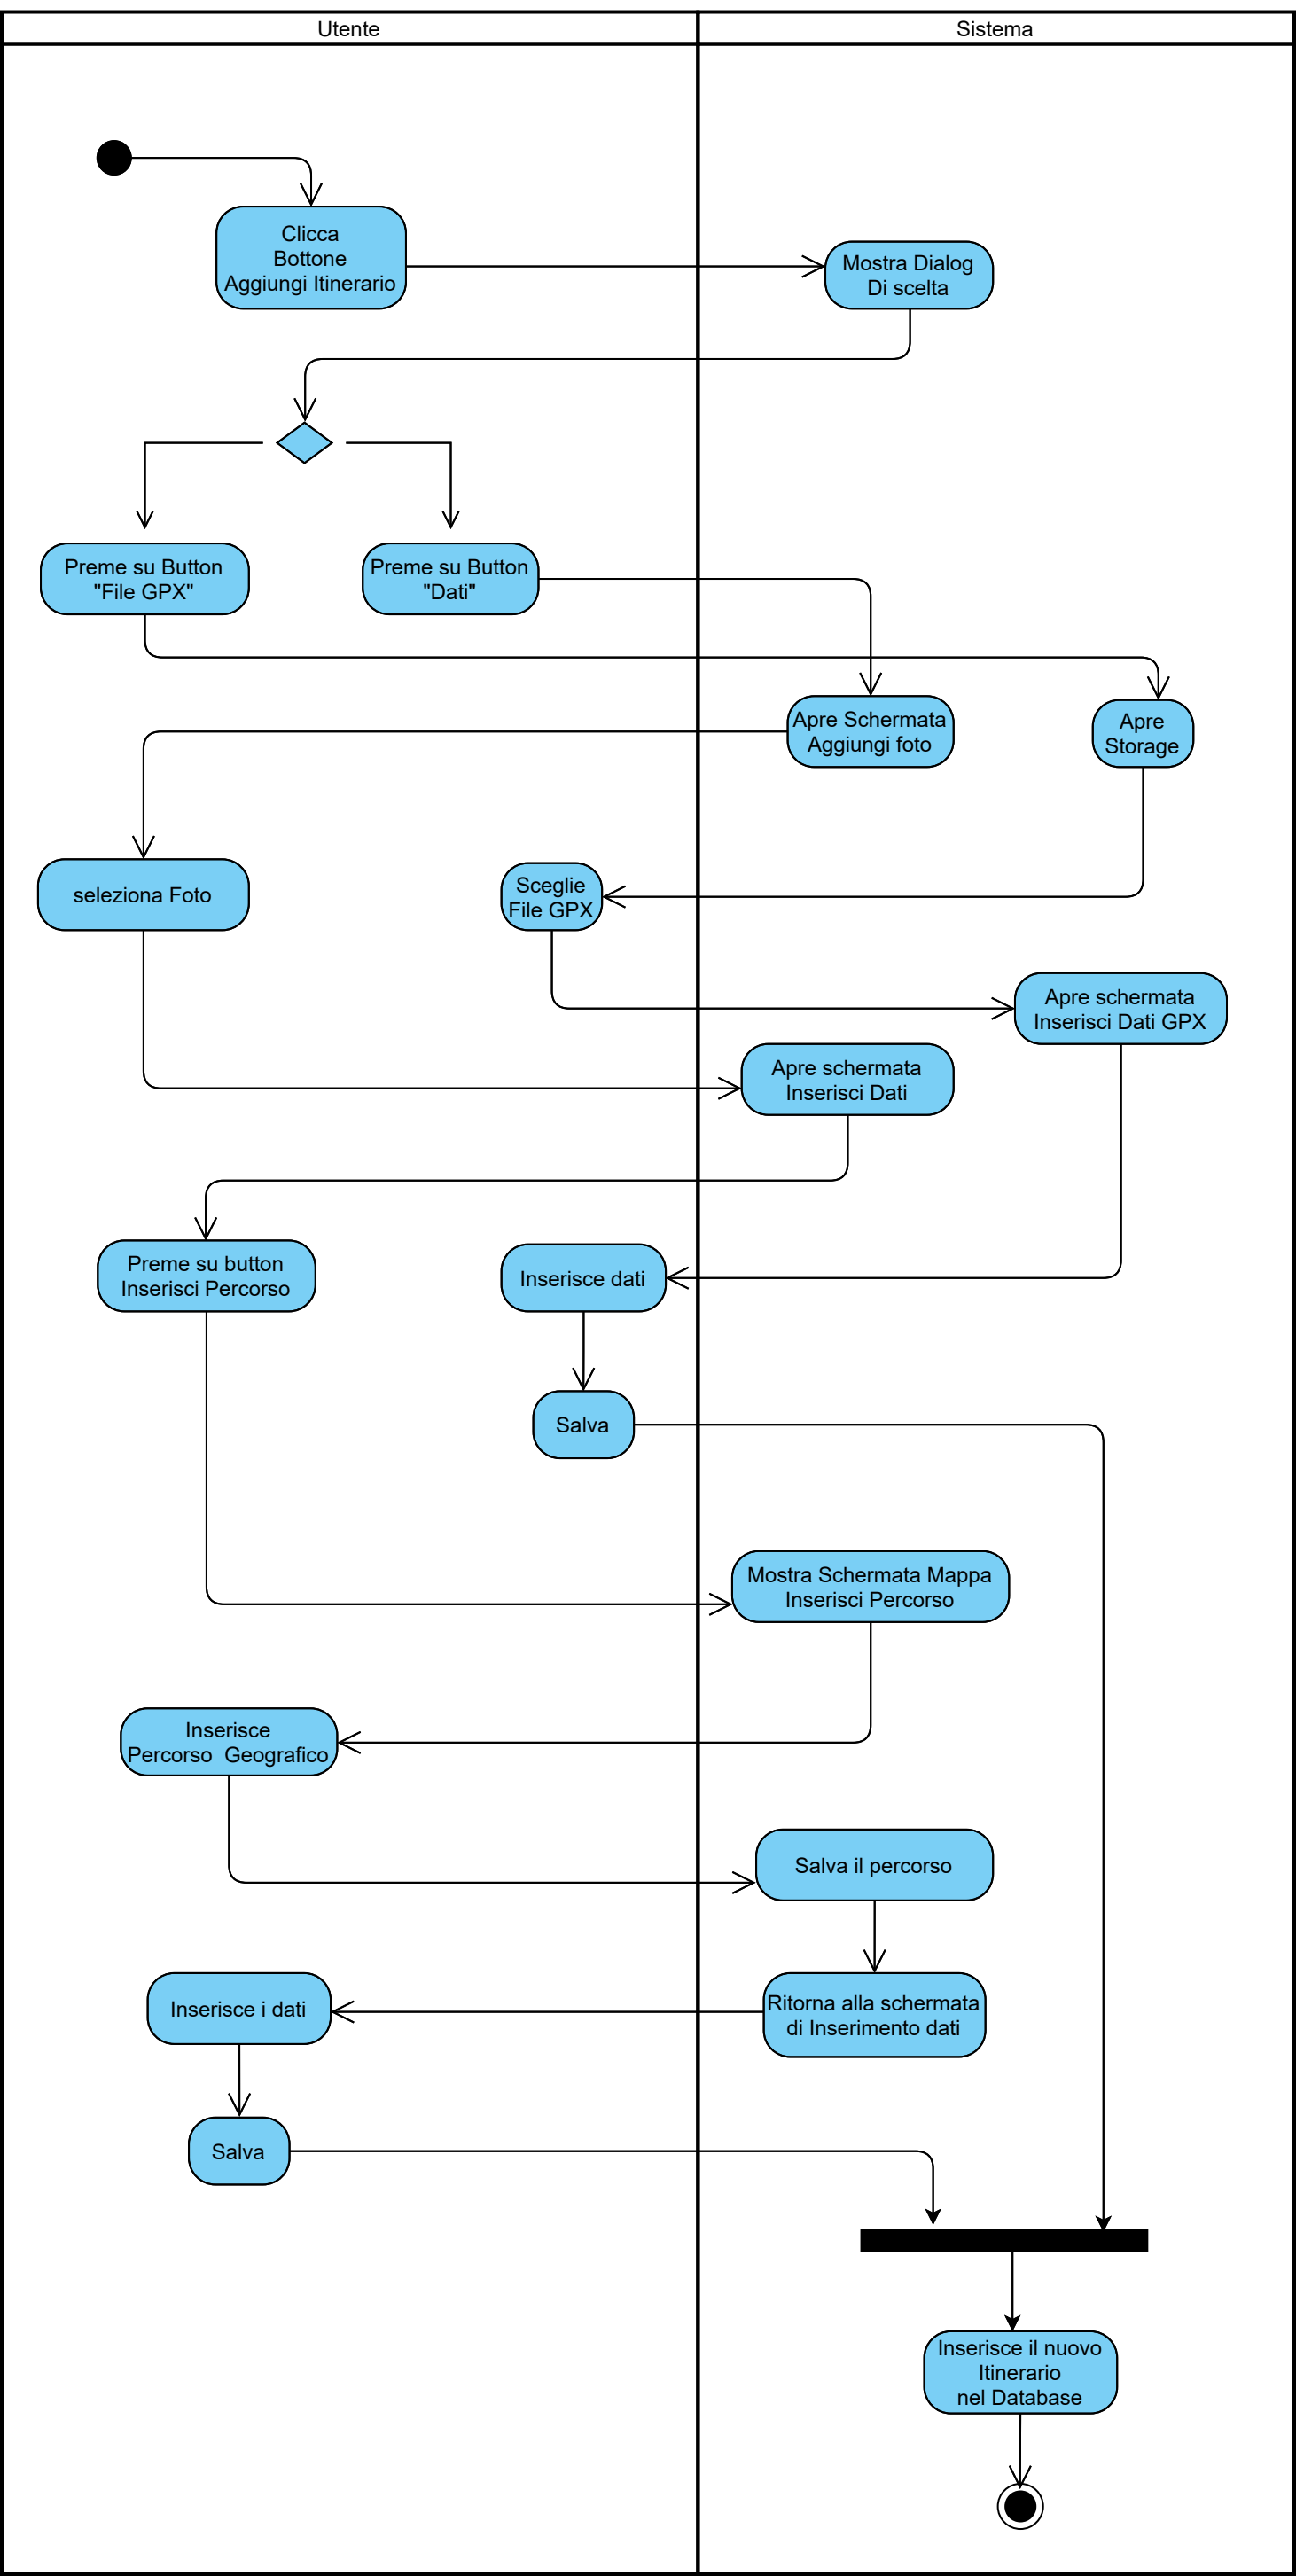 Utente
Sistema
Clicca
Bottone
Aggiungi Itinerario
Mostra Dialog
Di scelta
Preme su Button
"File GPX"
Preme su Button
"Dati"
Apre Schermata
Aggiungi foto
Apre
Storage
seleziona Foto
Sceglie
File GPX
Apre schermata
Inserisci Dati GPX
Apre schermata
Inserisci Dati
Preme su button
Inserisci Percorso
Inserisce dati
Salva
Mostra Schermata Mappa
Inserisci Percorso
Inserisce
Percorso  Geografico
Salva il percorso
Ritorna alla schermata
di Inserimento dati
Inserisce i dati
Salva
Inserisce il nuovo
Itinerario
nel Database